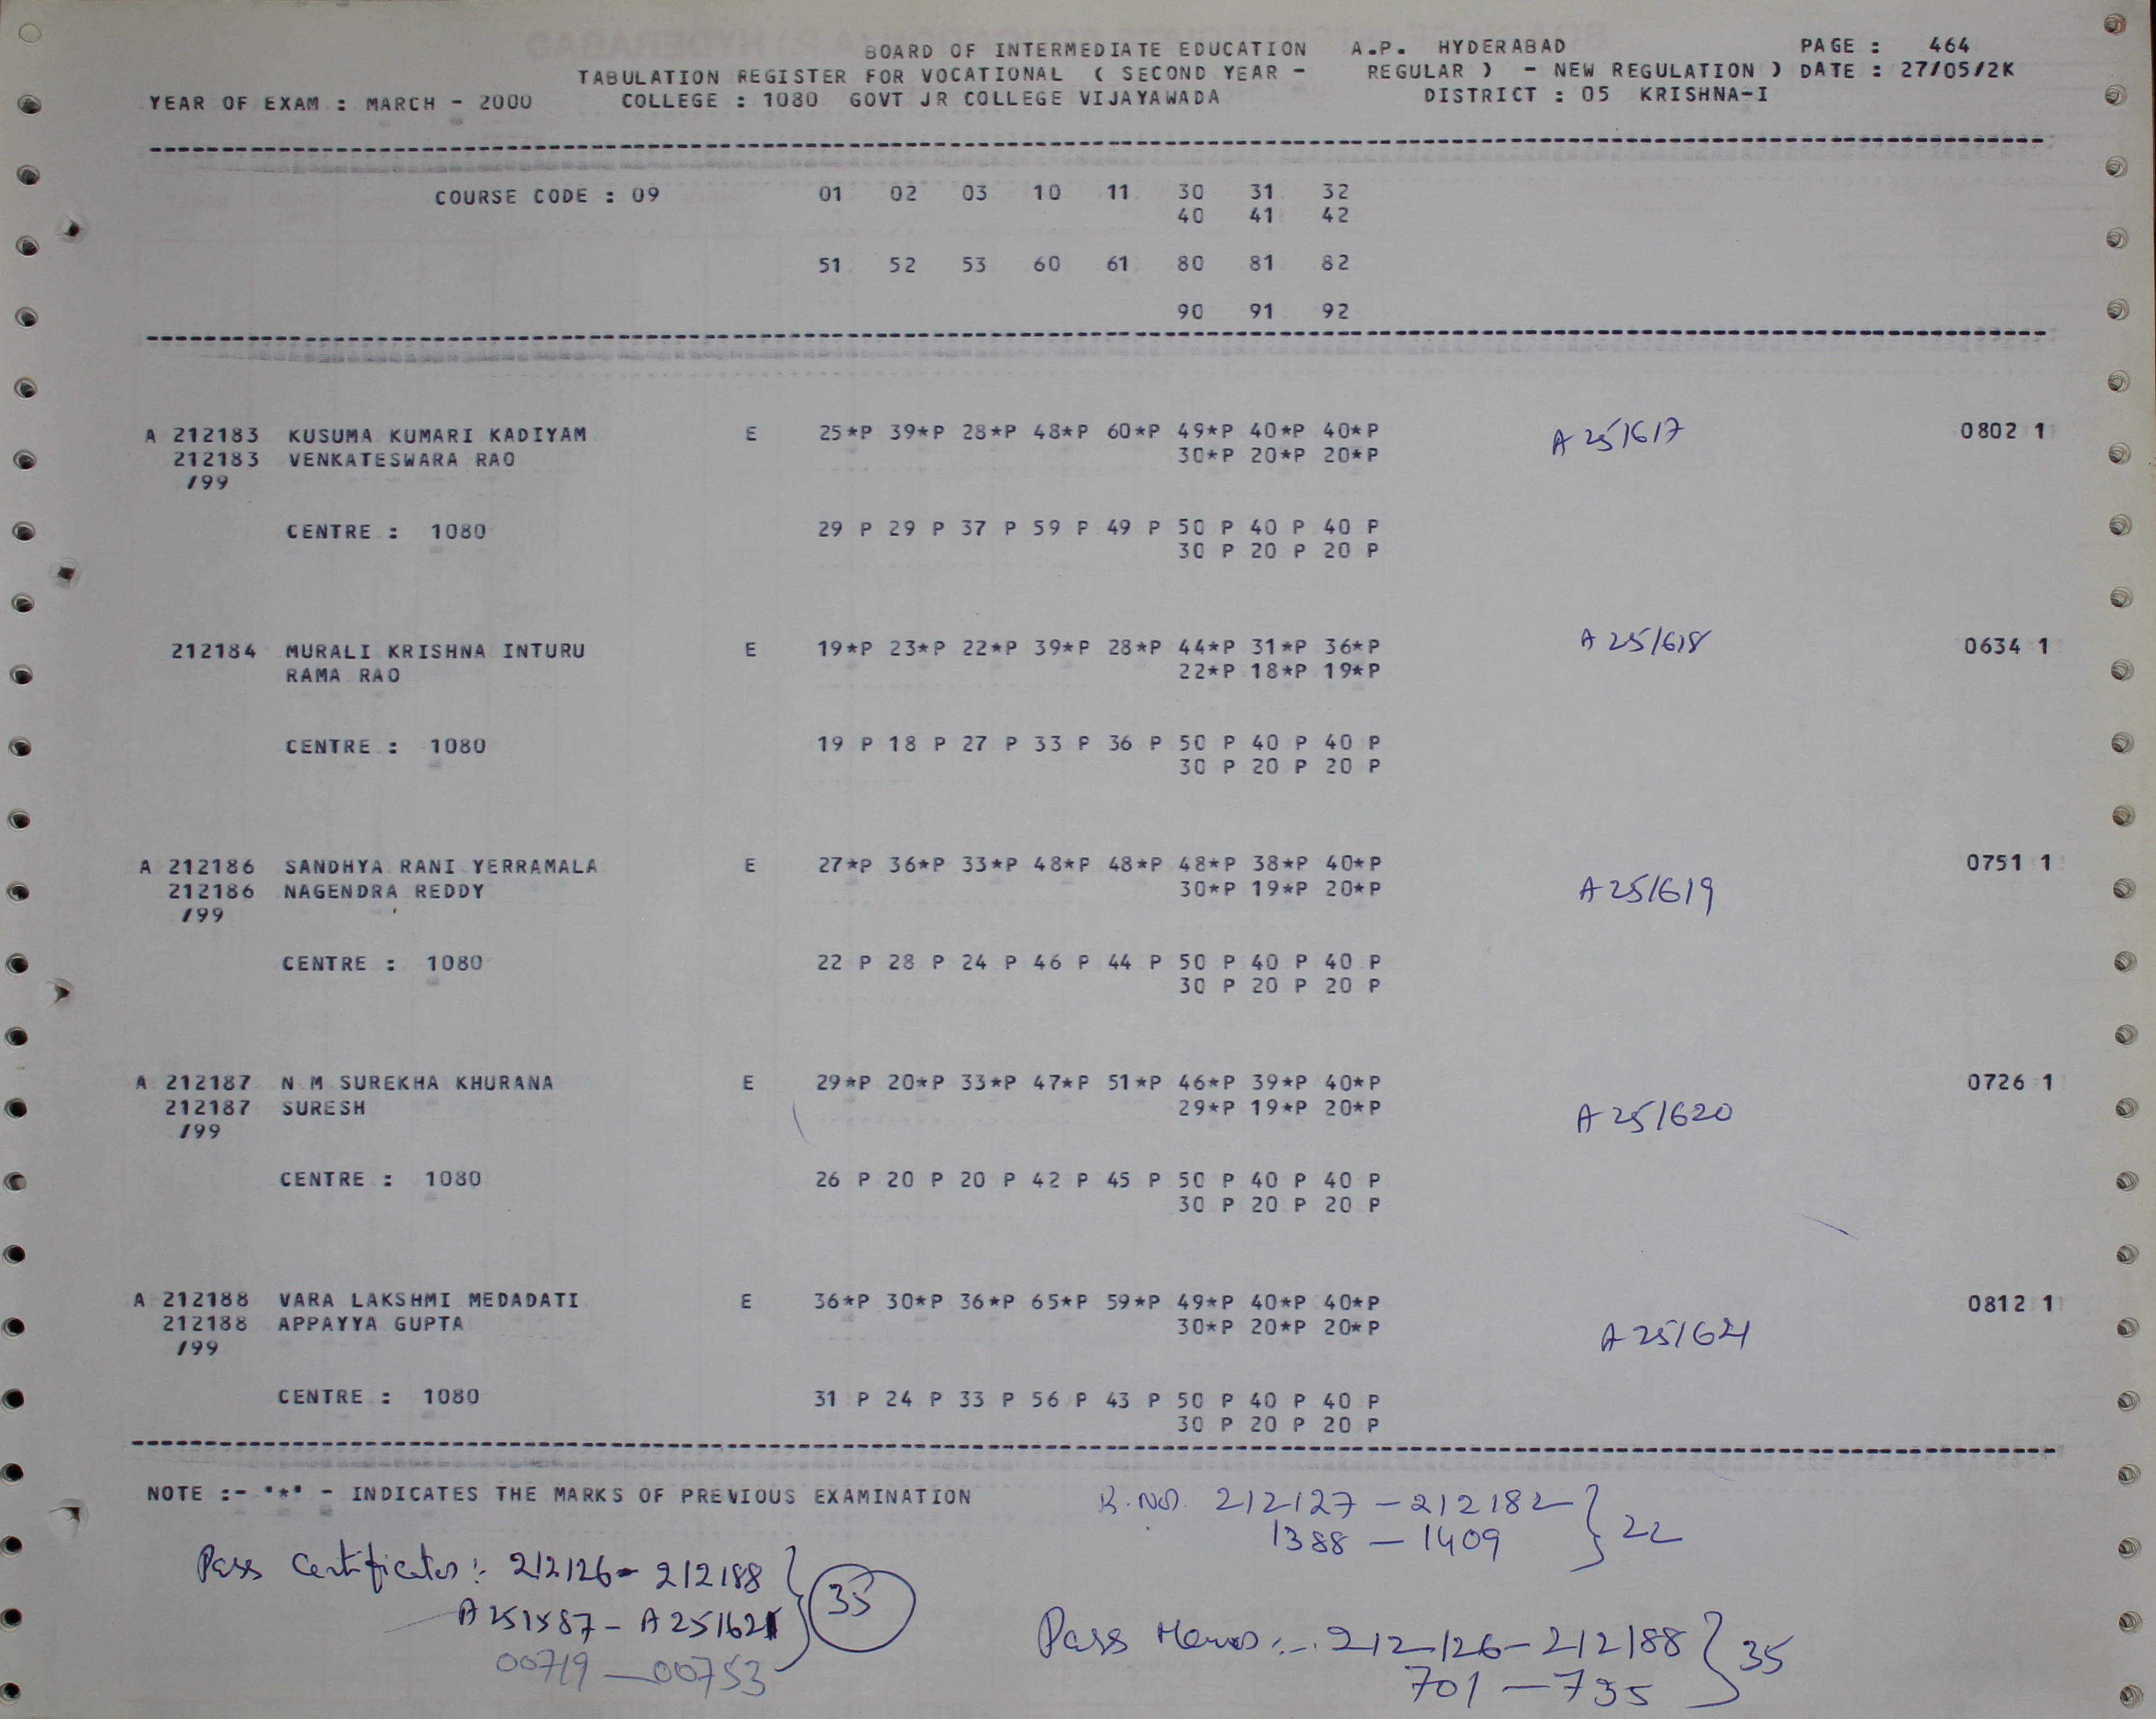 BOARD OF INTERMEDIATE EDUCATION A.P. HYDERABAD PAGE : 464
TABULATION REGISTER FOR VOCATIONAL ( SECOND YEAR - REGULAR ) - NEW REGULATION ) DATE : 27/05/2K
YEAR OF EXAM : MARCH - 2000 COLLEGE : 1080 GOVT JR COLLEGE VIJAYAWADA DISTRICT : 05 KRISHNA-I
COURSE CODE : 09 01 02 03 10 11 30 31 32
40 41 42
51 52 53 60 61 80 81 82
90 91 92
A 212183 KUSUMA KUMARI KADIYAM E 25*P 39*P 28*P 48*P 60*P 49*P 40*P 40*P A 251617 0802 1
212183 VENKATESWARA RAO 30*P 20*P 20*P
/99
CENTRE : 1080 29 P 29 P 37 P 59 P 49 P 50 P 40 P 40 P
30 P 20 P 20 P
212184 MURALI KRISHNA INTURU E 19*P 23*P 22*P 39*P 28*P 44*P 31*P 36*P A 251618 0634 1
RAMA RAO 22*P 18*P 19*P
CENTRE : 1080 19 P 18 P 27 P 33 P 36 P 50 P 40 P 40 P
30 P 20 P 20 P
A 212186 SANDHYA RANI YERRAMALA E 27*P 36*P 33*P 48*P 48*P 48*P 38*P 40*P 0751 1
212186 NAGENDRA REDDY 30*P 19*P 20*P A 251619
/99
CENTRE : 1080 22 P 28 P 24 P 46 P 44 P 50 P 40 P 40 P
30 P 20 P 20 P
A 212187 N M SUREKHA KHURANA E 29*P 20*P 33*P 47*P 51*P 46*P 39*P 40*P 0726 1
212187 SURESH 29*P 19*P 20*P A 251620
/99
CENTRE : 1080 26 P 20 P 20 P 42 P 45 P 50 P 40 P 40 P
30 P 20 P 20 P
A 212188 VARA LAKSHMI MEDADATI E 36*P 30*P 36*P 65*P 59*P 49*P 40*P 40*P 0812 1
212188 APPAYYA GUPTA 30*P 20*P 20*P A 251621
/99
CENTRE : 1080 31 P 24 P 33 P 56 P 43 P 50 P 40 P 40 P
30 P 20 P 20 P
NOTE :- "*" - INDICATES THE MARKS OF PREVIOUS EXAMINATION
R.Nos. 212127 - 212182 } 22
1388 - 1409
Pass Certificates : 212126 - 212188 } 35
A 251587 - A 251621
00719 - 00753
Pass Memos :- 212126 - 212188 } 35
701 - 735